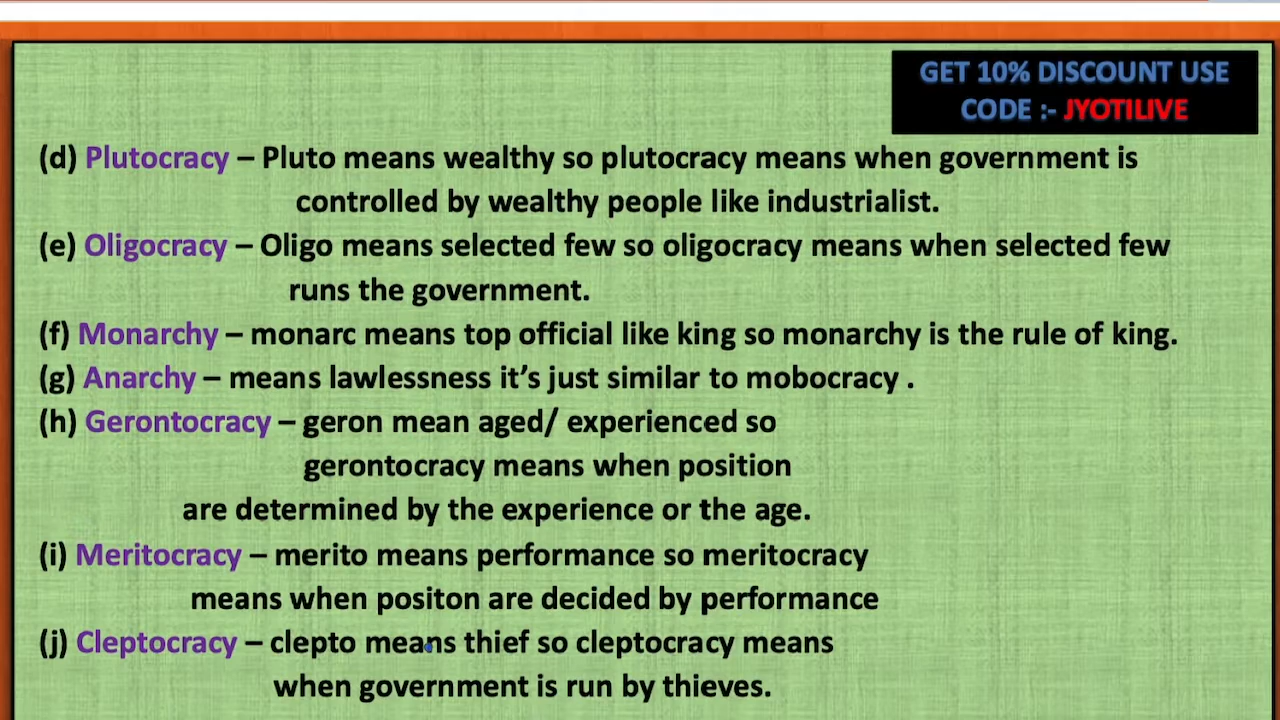 GET 10% DISCOUNT USE
CODE :- JYOTILIVE
(d) Plutocracy – Pluto means wealthy so plutocracy means when government is
controlled by wealthy people like industrialist.
(e) Oligocracy – Oligo means selected few so oligocracy means when selected few
runs the government.
(f) Monarchy – monarc means top official like king so monarchy is the rule of king.
(g) Anarchy – means lawlessness it's just similar to mobocracy .
(h) Gerontocracy – geron mean aged/ experienced so
gerontocracy means when position
are determined by the experience or the age.
(i) Meritocracy – merito means performance so meritocracy
means when positon are decided by performance
(j) Cleptocracy – clepto means thief so cleptocracy means
when government is run by thieves.